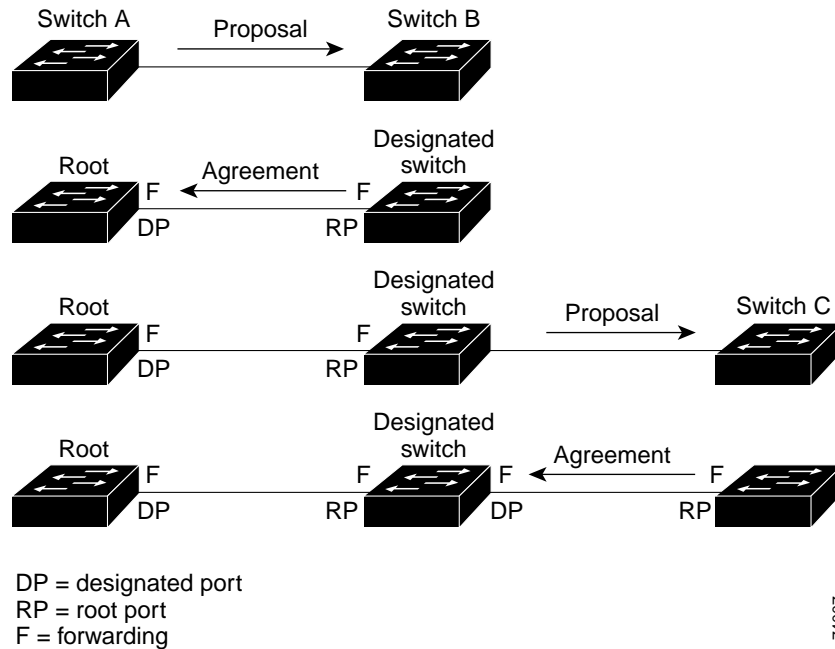 Switch A
Proposal
Switch B
Root
F
DP
Agreement
Designated
switch
F
RP
Root
F
DP
Designated
switch
F
RP
Proposal
Switch C
Root
F
DP
Designated
switch
F
RP
F
DP
Agreement
F
RP
DP = designated port
RP = root port
F = forwarding